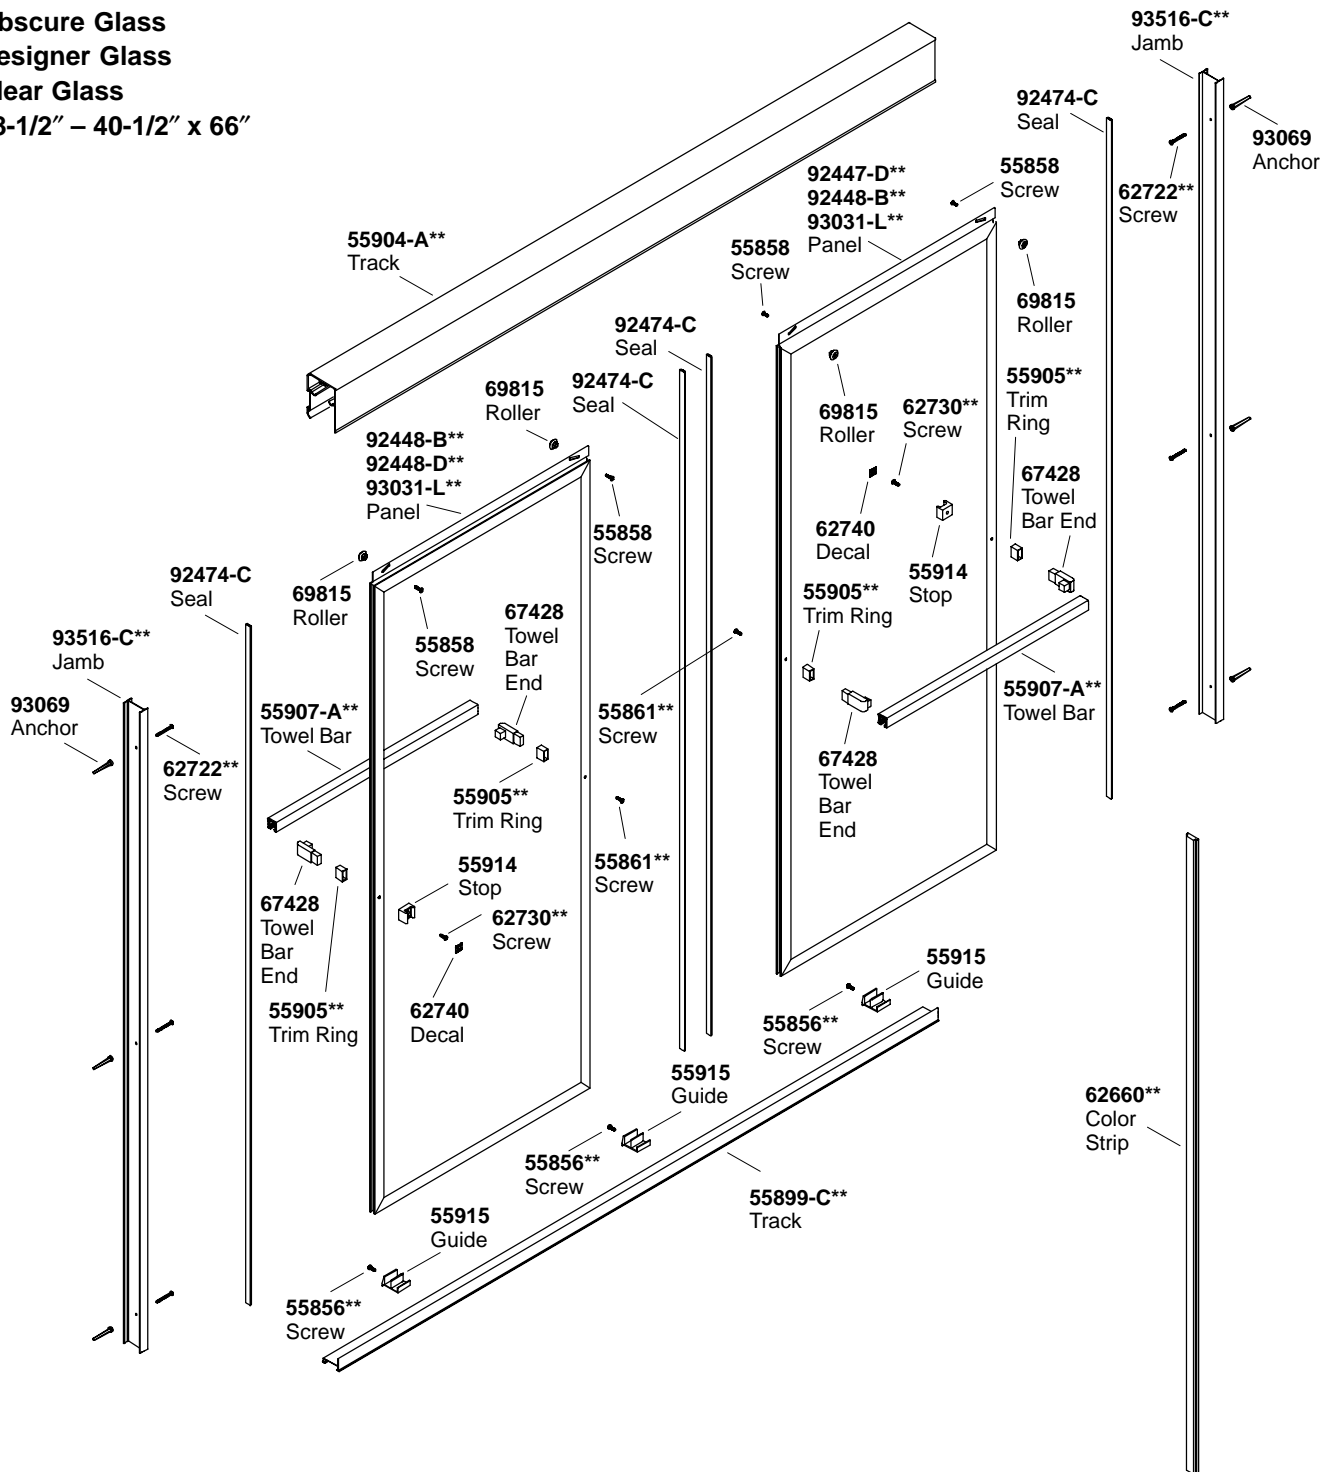 bscure Glass
esigner Glass
lear Glass
8-1/2″ – 40-1/2″ x 66″
93516-C**
Jamb
92474-C
Seal
93069
Anchor
62722**
Screw
55858
Screw
92447-D**
92448-B**
93031-L**
Panel
55904-A**
Track
55858
Screw
69815
Roller
92474-C
Seal
92474-C
Seal
69815
Roller
69815
Roller
62730**
Screw
55905**
Trim
Ring
67428
Towel
Bar End
92448-B**
92448-D**
93031-L**
Panel
55858
Screw
62740
Decal
55914
Stop
92474-C
Seal
69815
Roller
55905**
Trim Ring
67428
Towel
Bar
End
55858
Screw
93516-C**
Jamb
93069
Anchor
55907-A**
Towel Bar
55861**
Screw
55907-A**
Towel Bar
62722**
Screw
67428
Towel
Bar
End
55905**
Trim Ring
55914
Stop
55861**
Screw
67428
Towel
Bar
End
62730**
Screw
55905**
Trim Ring
62740
Decal
55915
Guide
55856**
Screw
55915
Guide
62660**
Color
Strip
55856**
Screw
55899-C**
Track
55915
Guide
55856**
Screw